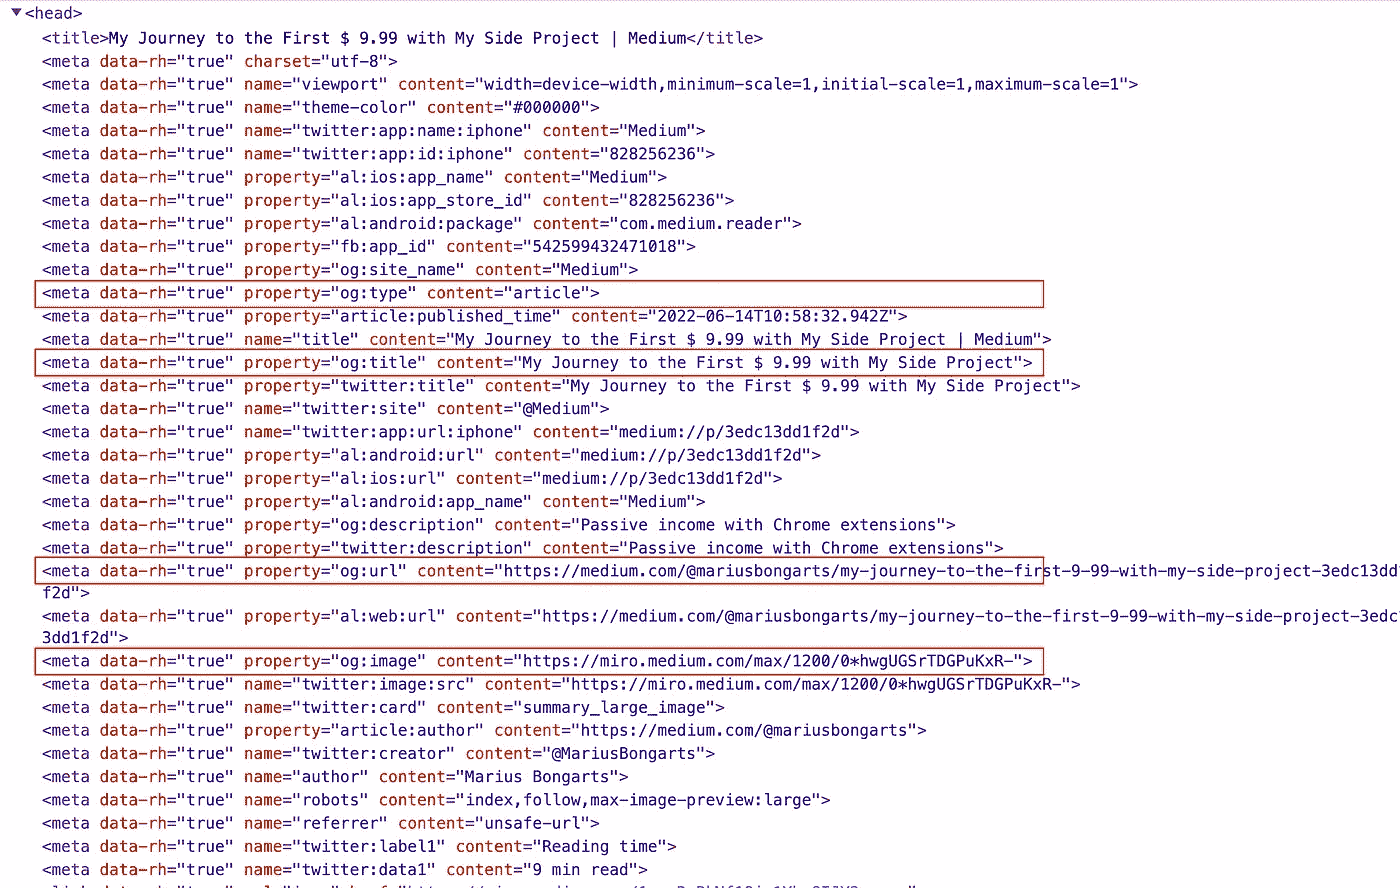 ▼<head>
<title>My Journey to the First $ 9.99 with My Side Project | Medium</title>
<meta data-rh="true" charset="utf-8">
<meta data-rh="true" name="viewport" content="width=device-width,minimum-scale=1,initial-scale=1,maximum-scale=1">
<meta data-rh="true" name="theme-color" content="#000000">
<meta data-rh="true" name="twitter:app:name:iphone" content="Medium">
<meta data-rh="true" name="twitter:app:id:iphone" content="828256236">
<meta data-rh="true" property="al:ios:app_name" content="Medium">
<meta data-rh="true" property="al:ios:app_store_id" content="828256236">
<meta data-rh="true" property="al:android:package" content="com.medium.reader">
<meta data-rh="true" property="fb:app_id" content="542599432471018">
<meta data-rh="true" property="og:site_name" content="Medium">
<meta data-rh="true" property="og:type" content="article">
<meta data-rh="true" property="article:published_time" content="2022-06-14T10:58:32.942Z">
<meta data-rh="true" name="title" content="My Journey to the First $ 9.99 with My Side Project | Medium">
<meta data-rh="true" property="og:title" content="My Journey to the First $ 9.99 with My Side Project">
<meta data-rh="true" property="twitter:title" content="My Journey to the First $ 9.99 with My Side Project">
<meta data-rh="true" name="twitter:site" content="@Medium">
<meta data-rh="true" name="twitter:app:url:iphone" content="medium://p/3edc13dd1f2d">
<meta data-rh="true" property="al:android:url" content="medium://p/3edc13dd1f2d">
<meta data-rh="true" property="al:ios:url" content="medium://p/3edc13dd1f2d">
<meta data-rh="true" property="al:android:app_name" content="Medium">
<meta data-rh="true" property="og:description" content="Passive income with Chrome extensions">
<meta data-rh="true" property="twitter:description" content="Passive income with Chrome extensions">
<meta data-rh="true" property="og:url" content="https://medium.com/@mariusbongarts/my-journey-to-the-first-9-99-with-my-side-project-3edc13dd
f2d">
<meta data-rh="true" property="al:web:url" content="https://medium.com/@mariusbongarts/my-journey-to-the-first-9-99-with-my-side-project-3edc
3dd1f2d">
<meta data-rh="true" property="og:image" content="https://miro.medium.com/max/1200/0*hwgUGSrTDGPuKxR-">
<meta data-rh="true" name="twitter:image:src" content="https://miro.medium.com/max/1200/0*hwgUGSrTDGPuKxR-">
<meta data-rh="true" name="twitter:card" content="summary_large_image">
<meta data-rh="true" property="article:author" content="https://medium.com/@mariusbongarts">
<meta data-rh="true" name="twitter:creator" content="@MariusBongarts">
<meta data-rh="true" name="author" content="Marius Bongarts">
<meta data-rh="true" name="robots" content="index,follow,max-image-preview:large">
<meta data-rh="true" name="referrer" content="unsafe-url">
<meta data-rh="true" name="twitter:label1" content="Reading time">
<meta data-rh="true" name="twitter:data1" content="9 min read">